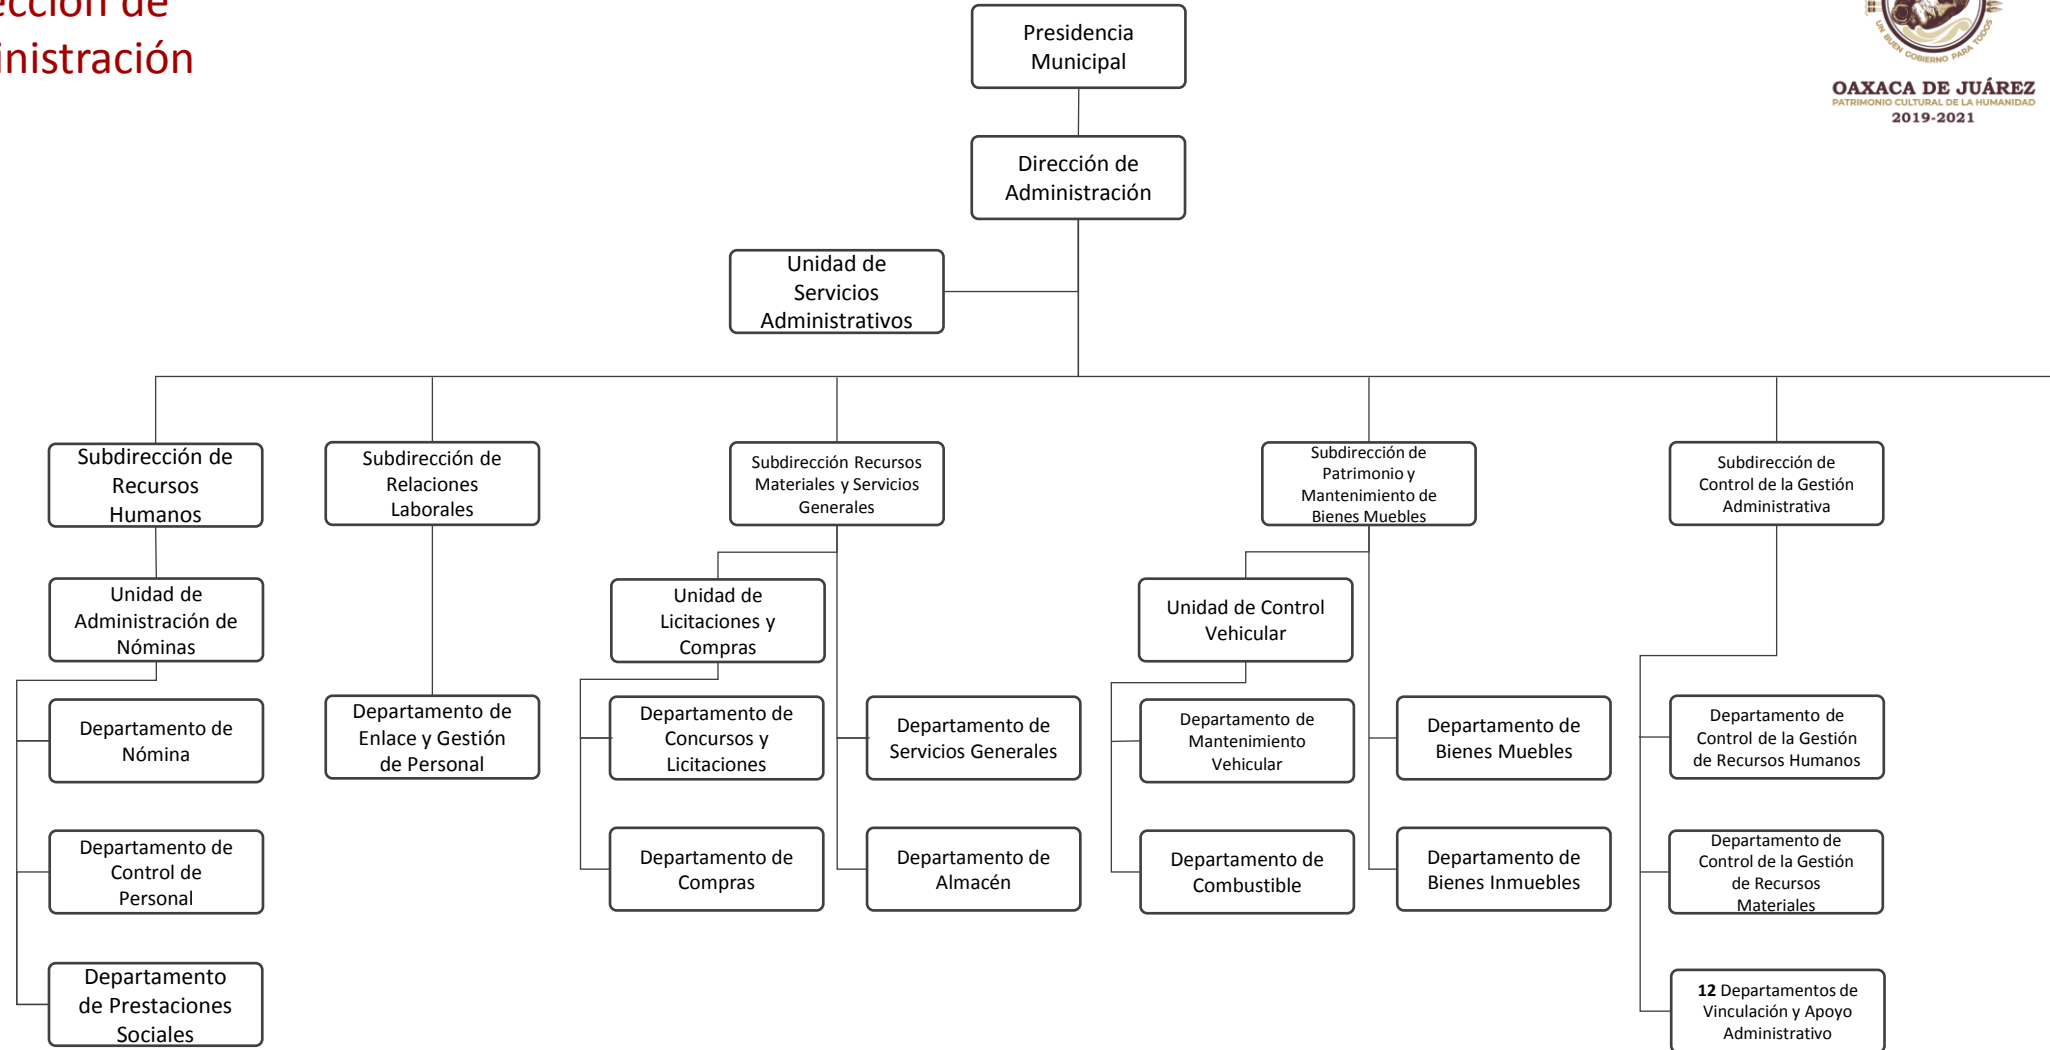 Presidencia
Municipal
UN BUEN GOBIERNO PARA TODOS
OAXACA DE JUÁREZ
PATRIMONIO CULTURAL DE LA HUMANIDAD
2019-2021
Dirección de
Administración
Unidad de
Servicios
Administrativos
Subdirección de
Recursos
Humanos
Subdirección de
Relaciones
Laborales
Subdirección Recursos
Materiales y Servicios
Generales
Subdirección de
Patrimonio y
Mantenimiento de
Bienes Muebles
Subdirección de
Control de la Gestión
Administrativa
Unidad de
Administración de
Nóminas
Unidad de
Licitaciones y
Compras
Unidad de Control
Vehicular
Departamento de
Nómina
Departamento de
Enlace y Gestión
de Personal
Departamento de
Concursos y
Licitaciones
Departamento de
Servicios Generales
Departamento de
Mantenimiento
Vehicular
Departamento de
Bienes Muebles
Departamento de
Control de la Gestión
de Recursos Humanos
Departamento de
Control de
Personal
Departamento de
Compras
Departamento de
Almacén
Departamento de
Combustible
Departamento de
Bienes Inmuebles
Departamento de
Control de la Gestión
de Recursos
Materiales
Departamento
de Prestaciones
Sociales
12 Departamentos de
Vinculación y Apoyo
Administrativo